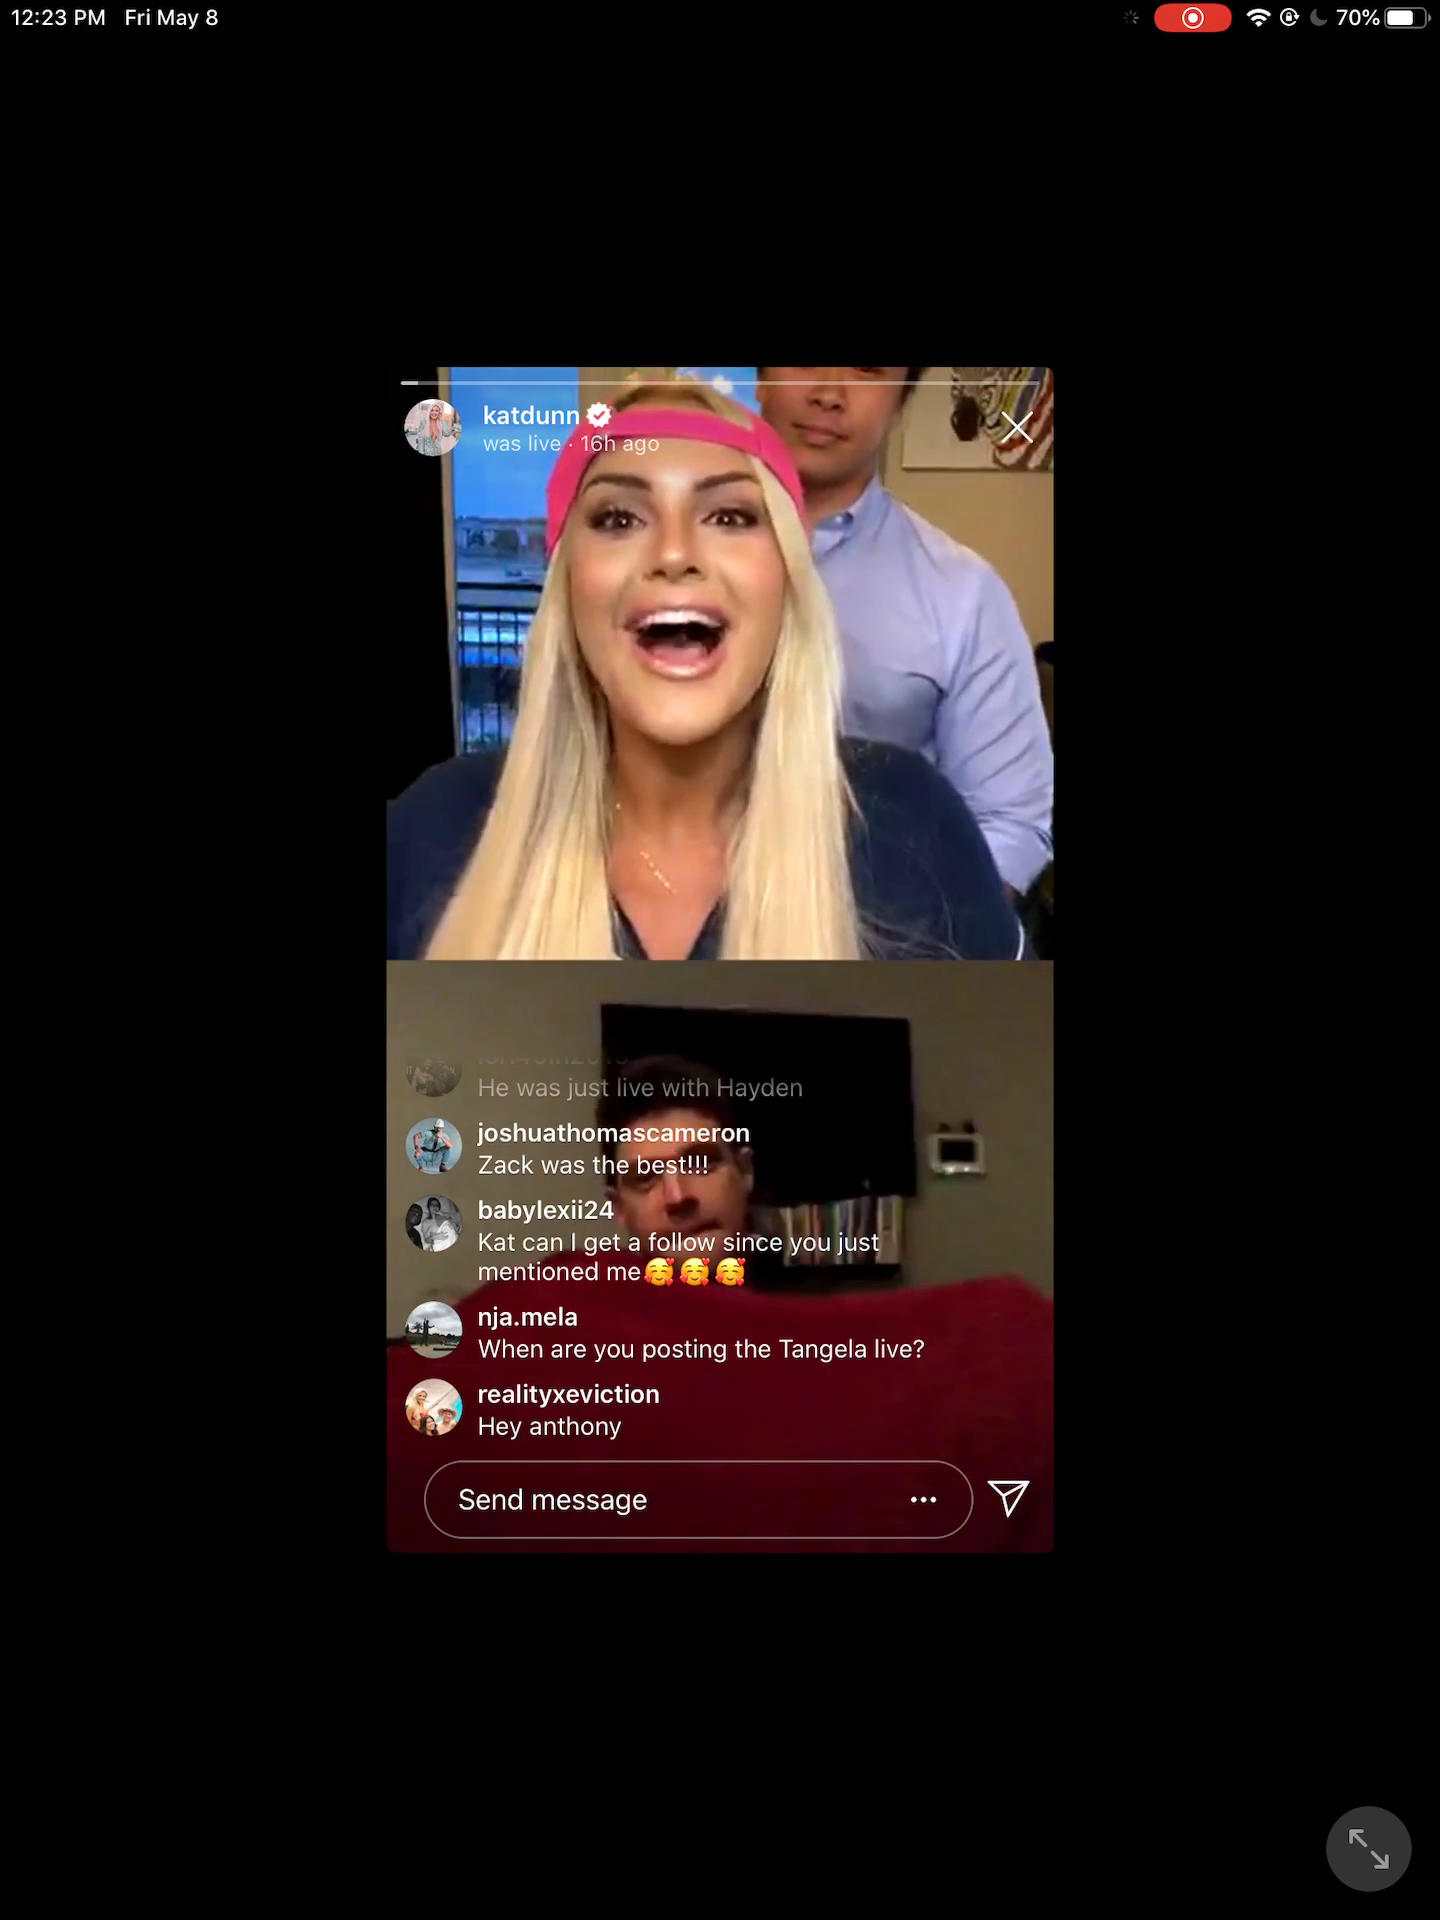 12:23 PM Fri May 8
70%
katdunn
was live · 16h ago
He was just live with Hayden
joshuathomascameron
Zack was the best!!!
babylexii24
Kat can I get a follow since you just
mentioned me🥰🥰🥰
nja.mela
When are you posting the Tangela live?
realityxeviction
Hey anthony
Send message